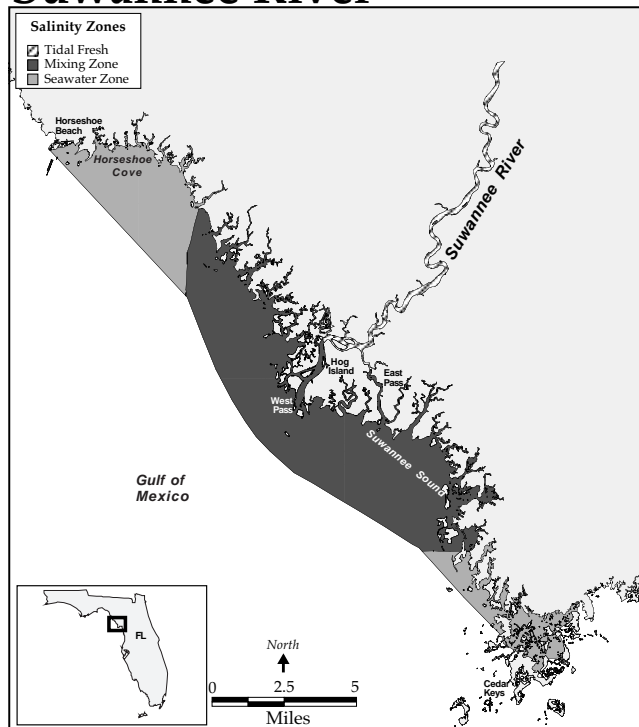 Suwannee River
Salinity Zones
Tidal Fresh
Mixing Zone
Seawater Zone
Horseshoe
Beach
Horseshoe
Cove
Suwannee River
Hog
Island
East
Pass
West
Pass
Suwannee Sound
Gulf of
Mexico
FL
North
0 2.5 5
Miles
Cedar
Keys